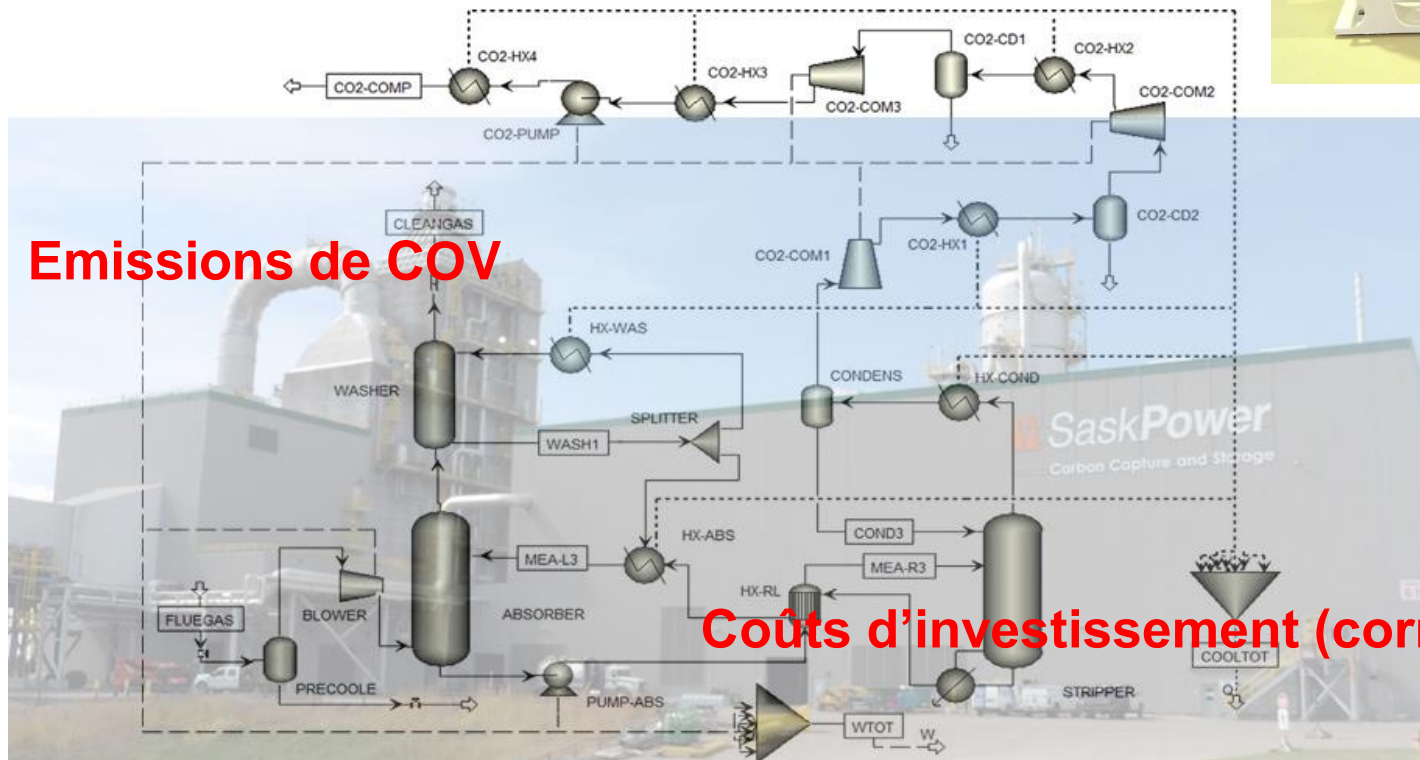 CO2-HX4
CO2-COMP
CO2-PUMP
CO2-HX3
CO2-COM3
CO2-CD1
CO2-HX2
CO2-COM2
CLEANGAS
Emissions de COV
CO2-COM1
CO2-HX1
CO2-CD2
HX-WAS
WASHER
SPLITTER
WASH1
CONDENS
HX-COND
SaskPower
Carbon Capture and Storage
HX-ABS
MEA-L3
COND3
MEA-R3
HX-RL
BLOWER
FLUEGAS
ABSORBER
Coûts d'investissement (corr
COOLTOT
PRECOOLE
PUMP-ABS
STRIPPER
Q
WTOT
W